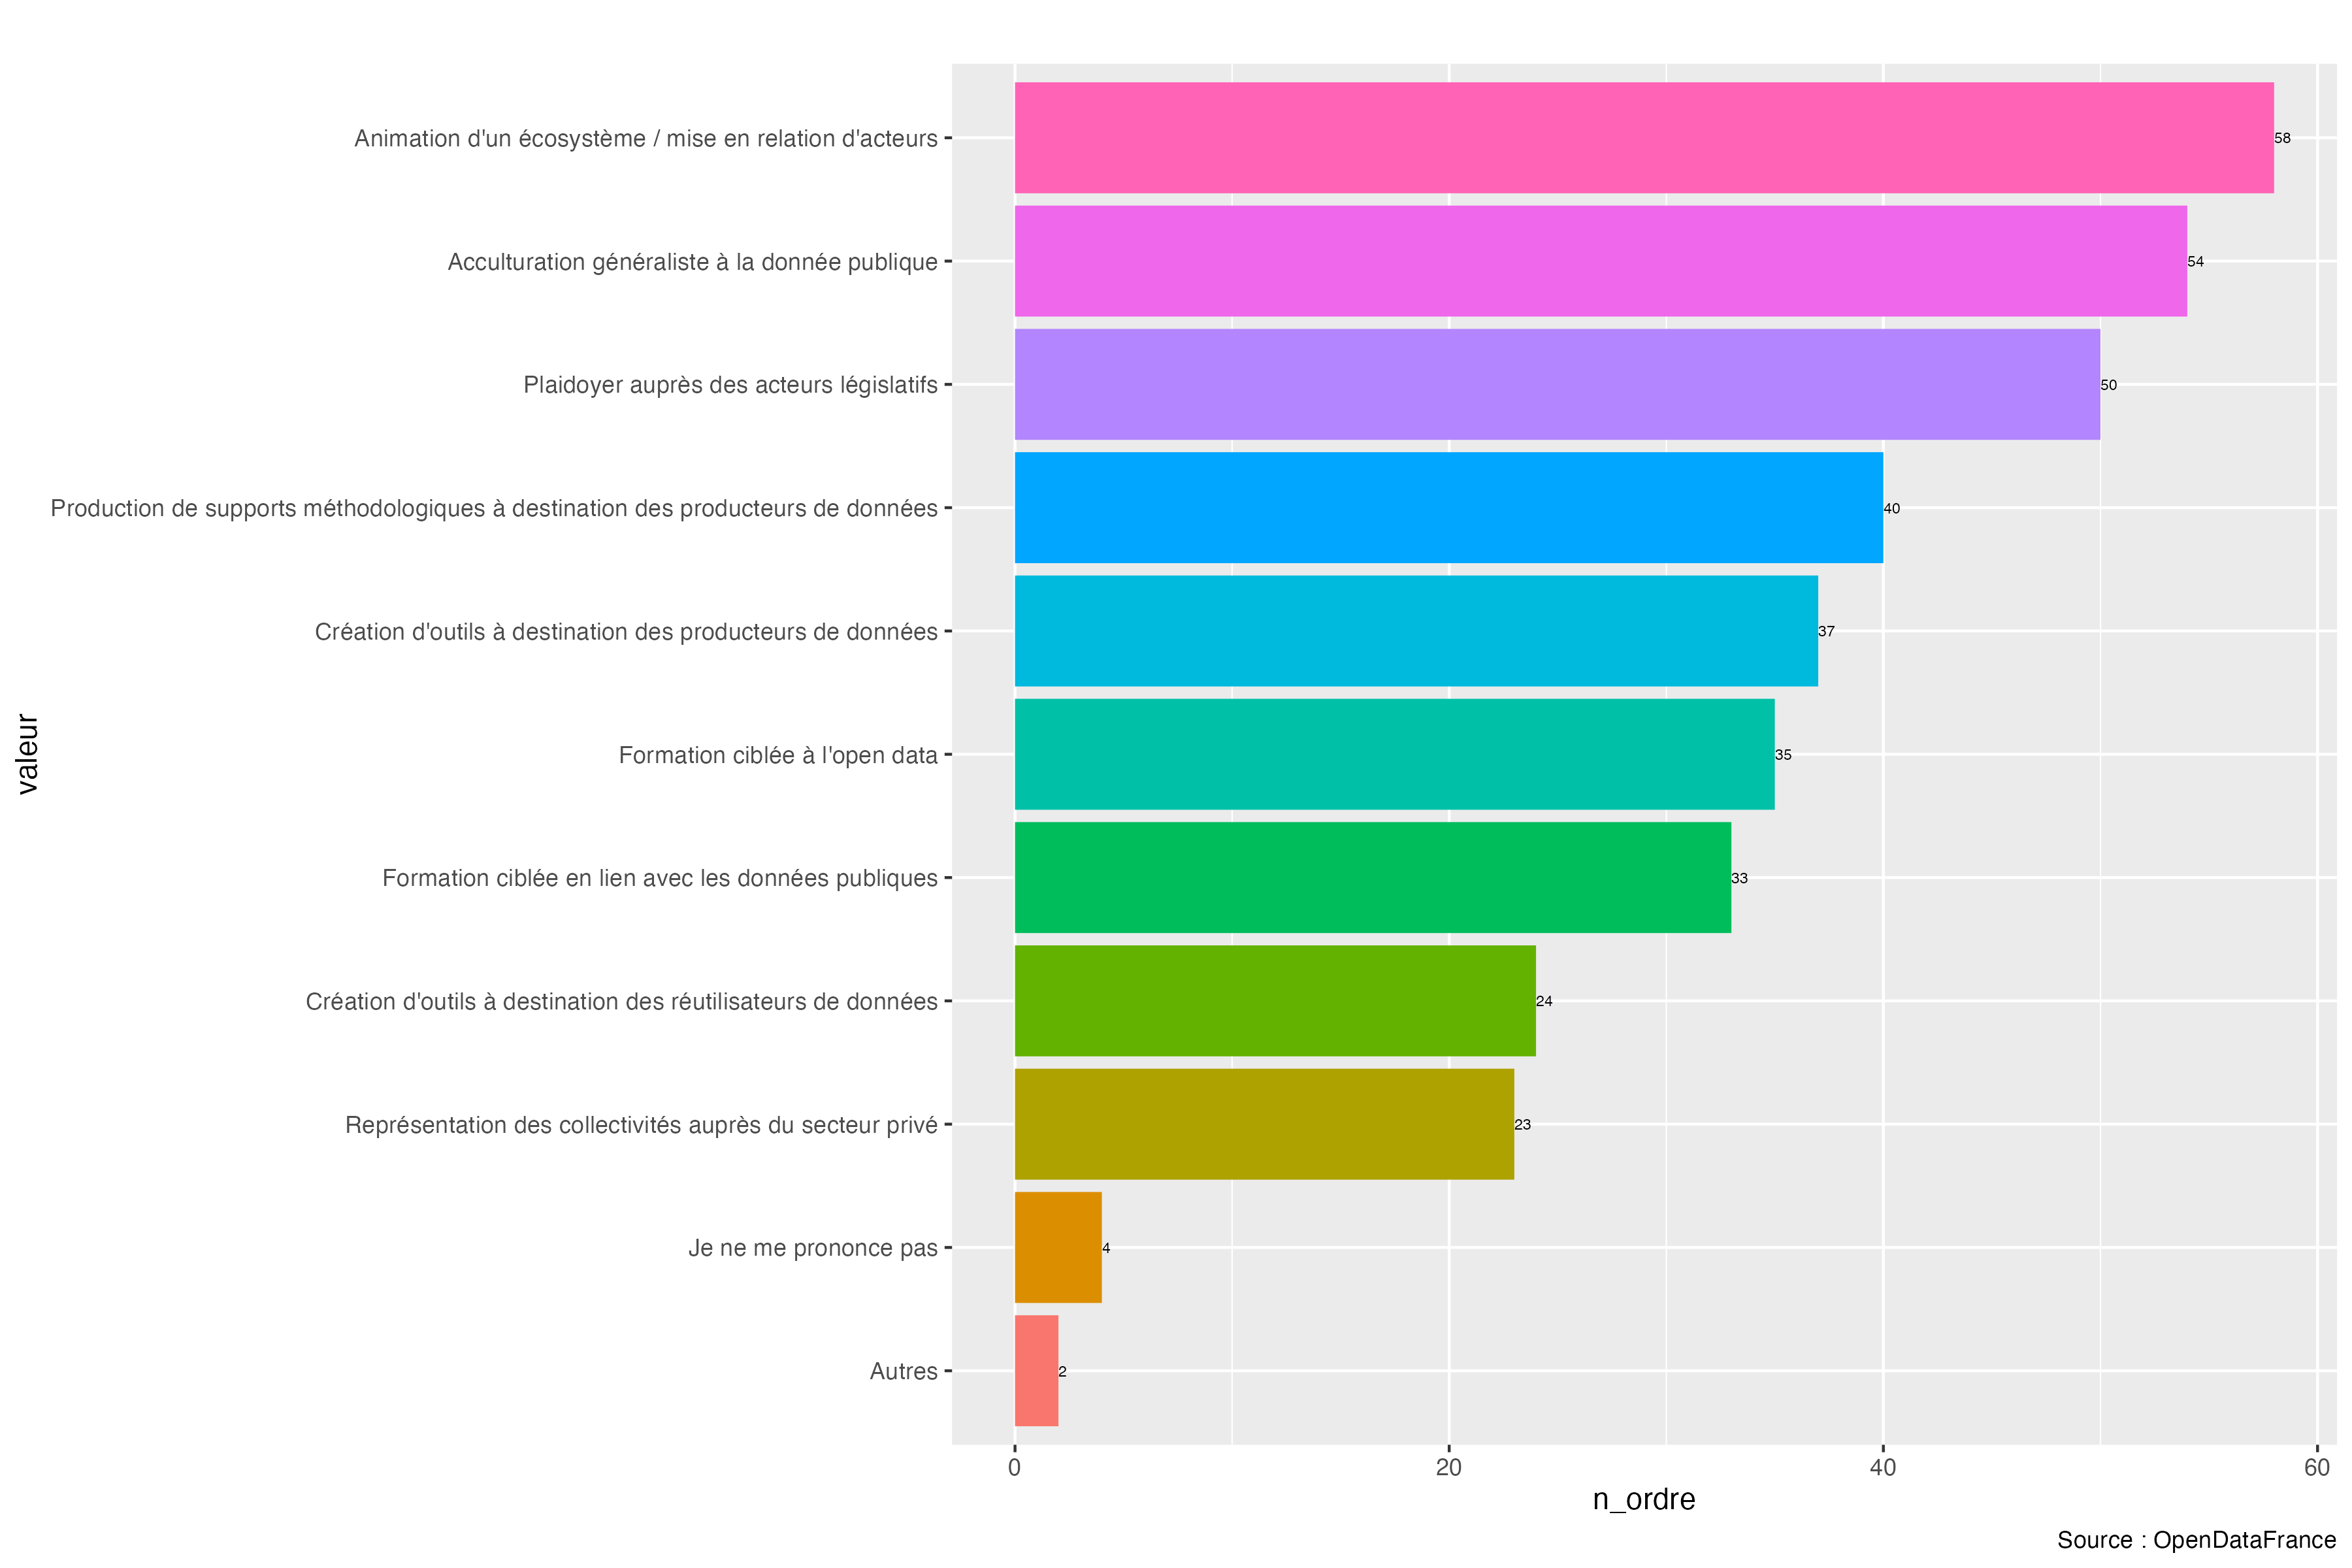 Animation d'un écosystème / mise en relation d'acteurs
58
Acculturation généraliste à la donnée publique
54
Plaidoyer auprès des acteurs législatifs
50
Production de supports méthodologiques à destination des producteurs de données
40
Création d'outils à destination des producteurs de données
37
Formation ciblée à l'open data
35
Formation ciblée en lien avec les données publiques
33
Création d'outils à destination des réutilisateurs de données
24
Représentation des collectivités auprès du secteur privé
23
Je ne me prononce pas
4
Autres
2
valeur
0 20 40 60
n_ordre
Source : OpenDataFrance